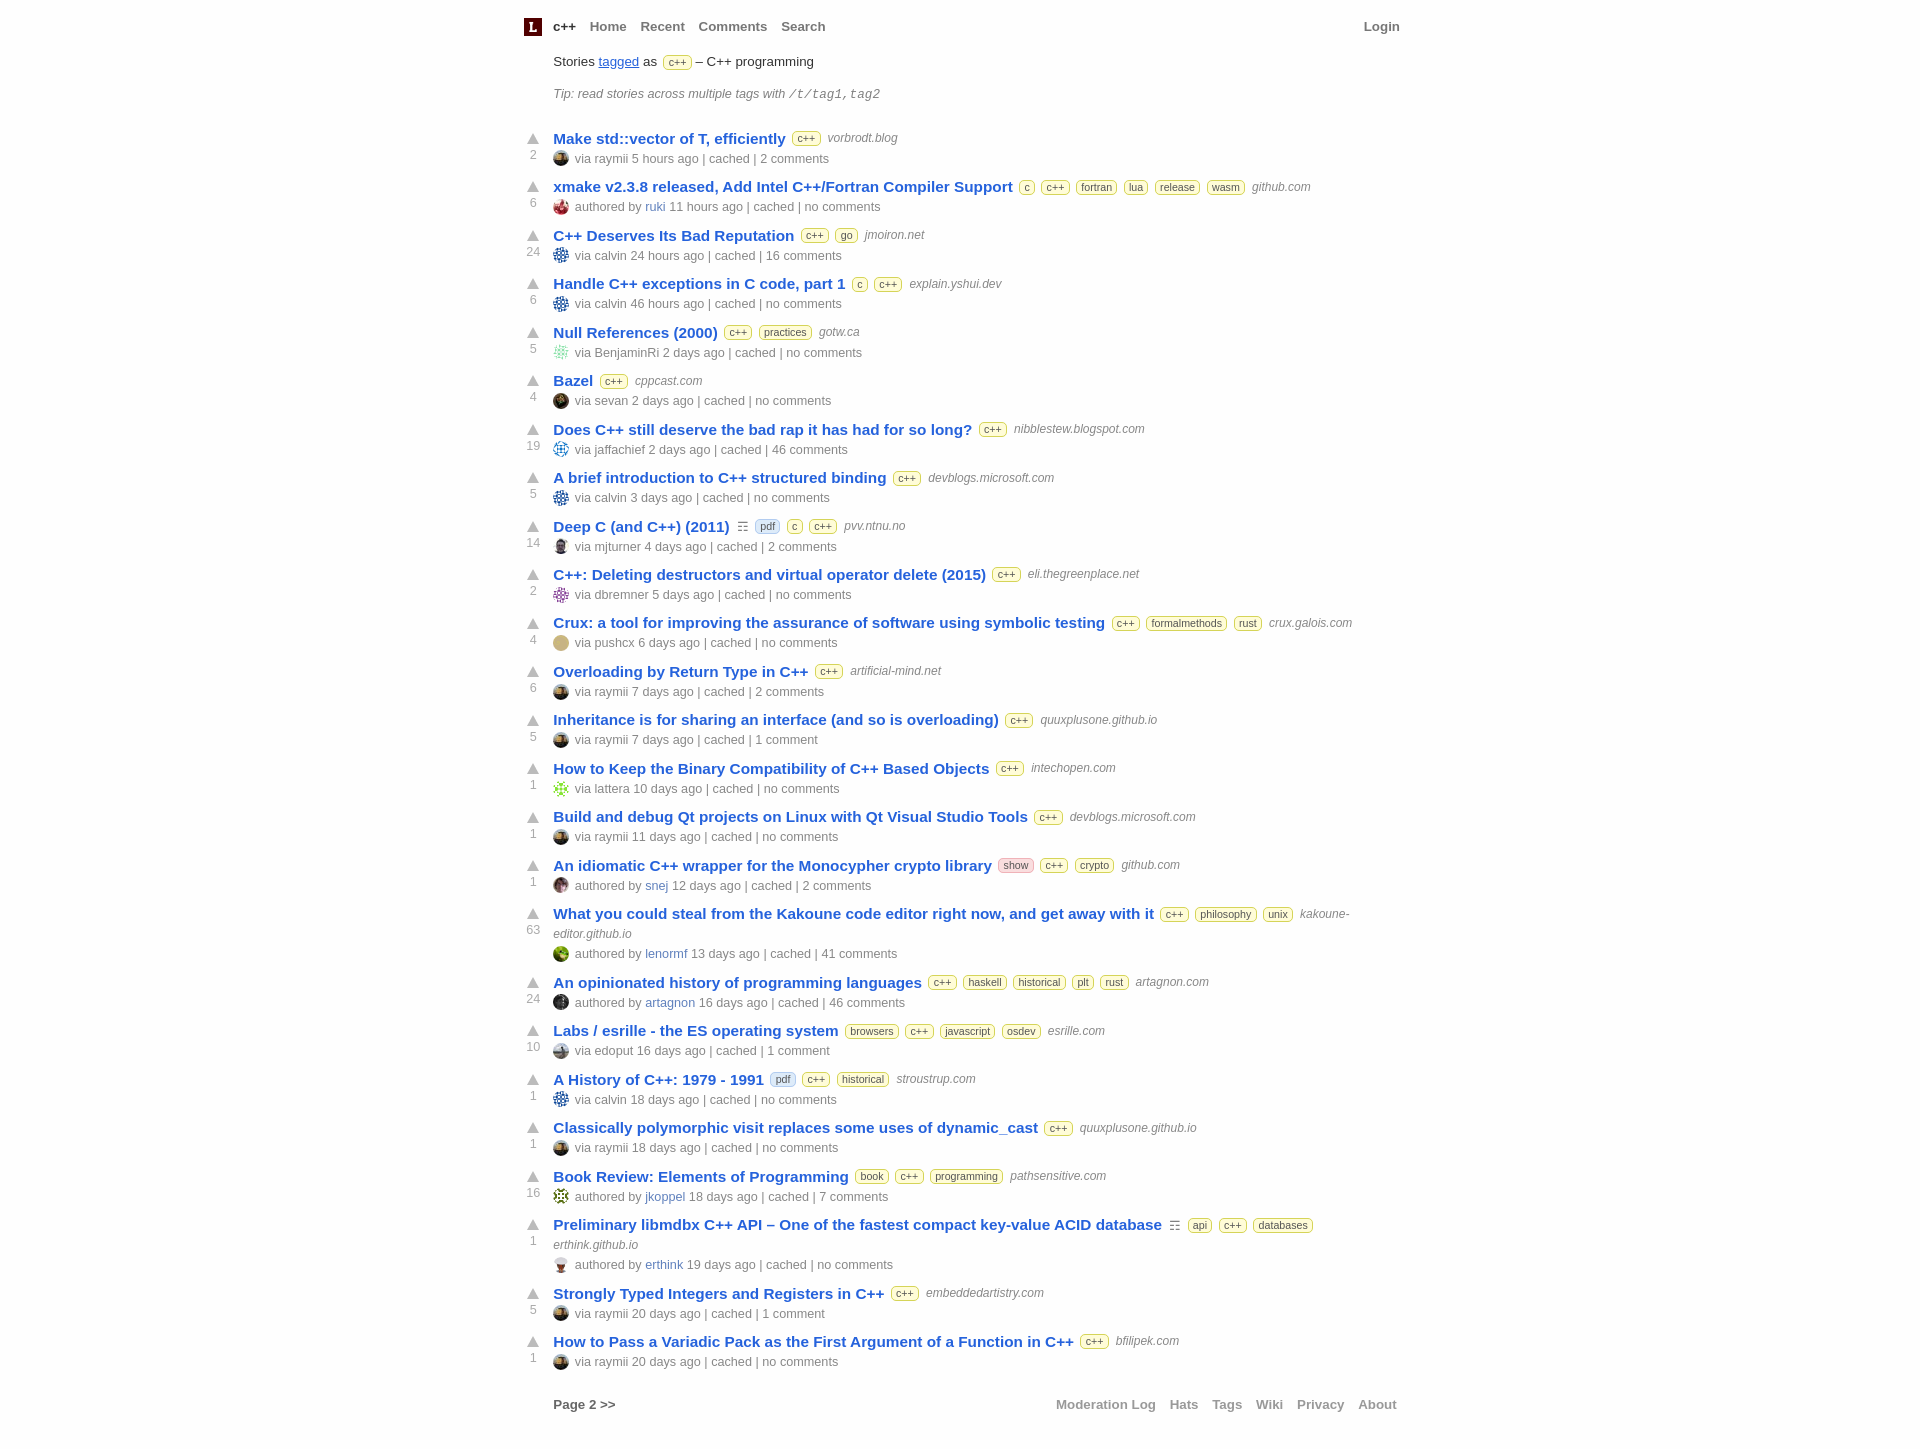 L c++ Home Recent Comments Search Login
Stories tagged as c++ – C++ programming
Tip: read stories across multiple tags with /t/tag1,tag2
Make std::vector of T, efficiently c++ vorbrodt.blog
2 via raymii 5 hours ago | cached | 2 comments
xmake v2.3.8 released, Add Intel C++/Fortran Compiler Support c c++ fortran lua release wasm github.com
6 authored by ruki 11 hours ago | cached | no comments
C++ Deserves Its Bad Reputation c++ go jmoiron.net
24 via calvin 24 hours ago | cached | 16 comments
Handle C++ exceptions in C code, part 1 c c++ explain.yshui.dev
6 via calvin 46 hours ago | cached | no comments
Null References (2000) c++ practices gotw.ca
5 via BenjaminRi 2 days ago | cached | no comments
Bazel c++ cppcast.com
4 via sevan 2 days ago | cached | no comments
Does C++ still deserve the bad rap it has had for so long? c++ nibblestew.blogspot.com
19 via jaffachief 2 days ago | cached | 46 comments
A brief introduction to C++ structured binding c++ devblogs.microsoft.com
5 via calvin 3 days ago | cached | no comments
Deep C (and C++) (2011) ☶ pdf c c++ pvv.ntnu.no
14 via mjturner 4 days ago | cached | 2 comments
C++: Deleting destructors and virtual operator delete (2015) c++ eli.thegreenplace.net
2 via dbremner 5 days ago | cached | no comments
Crux: a tool for improving the assurance of software using symbolic testing c++ formalmethods rust crux.galois.com
4 via pushcx 6 days ago | cached | no comments
Overloading by Return Type in C++ c++ artificial-mind.net
6 via raymii 7 days ago | cached | 2 comments
Inheritance is for sharing an interface (and so is overloading) c++ quuxplusone.github.io
5 via raymii 7 days ago | cached | 1 comment
How to Keep the Binary Compatibility of C++ Based Objects c++ intechopen.com
1 via lattera 10 days ago | cached | no comments
Build and debug Qt projects on Linux with Qt Visual Studio Tools c++ devblogs.microsoft.com
1 via raymii 11 days ago | cached | no comments
An idiomatic C++ wrapper for the Monocypher crypto library show c++ crypto github.com
1 authored by snej 12 days ago | cached | 2 comments
What you could steal from the Kakoune code editor right now, and get away with it c++ philosophy unix kakoune-
63 editor.github.io
authored by lenormf 13 days ago | cached | 41 comments
An opinionated history of programming languages c++ haskell historical plt rust artagnon.com
24 authored by artagnon 16 days ago | cached | 46 comments
Labs / esrille - the ES operating system browsers c++ javascript osdev esrille.com
10 via edoput 16 days ago | cached | 1 comment
A History of C++: 1979 - 1991 pdf c++ historical stroustrup.com
1 via calvin 18 days ago | cached | no comments
Classically polymorphic visit replaces some uses of dynamic_cast c++ quuxplusone.github.io
1 via raymii 18 days ago | cached | no comments
Book Review: Elements of Programming book c++ programming pathsensitive.com
16 authored by jkoppel 18 days ago | cached | 7 comments
Preliminary libmdbx C++ API – One of the fastest compact key-value ACID database ☶ api c++ databases
1 erthink.github.io
authored by erthink 19 days ago | cached | no comments
Strongly Typed Integers and Registers in C++ c++ embeddedartistry.com
5 via raymii 20 days ago | cached | 1 comment
How to Pass a Variadic Pack as the First Argument of a Function in C++ c++ bfilipek.com
1 via raymii 20 days ago | cached | no comments
Page 2 >> Moderation Log Hats Tags Wiki Privacy About